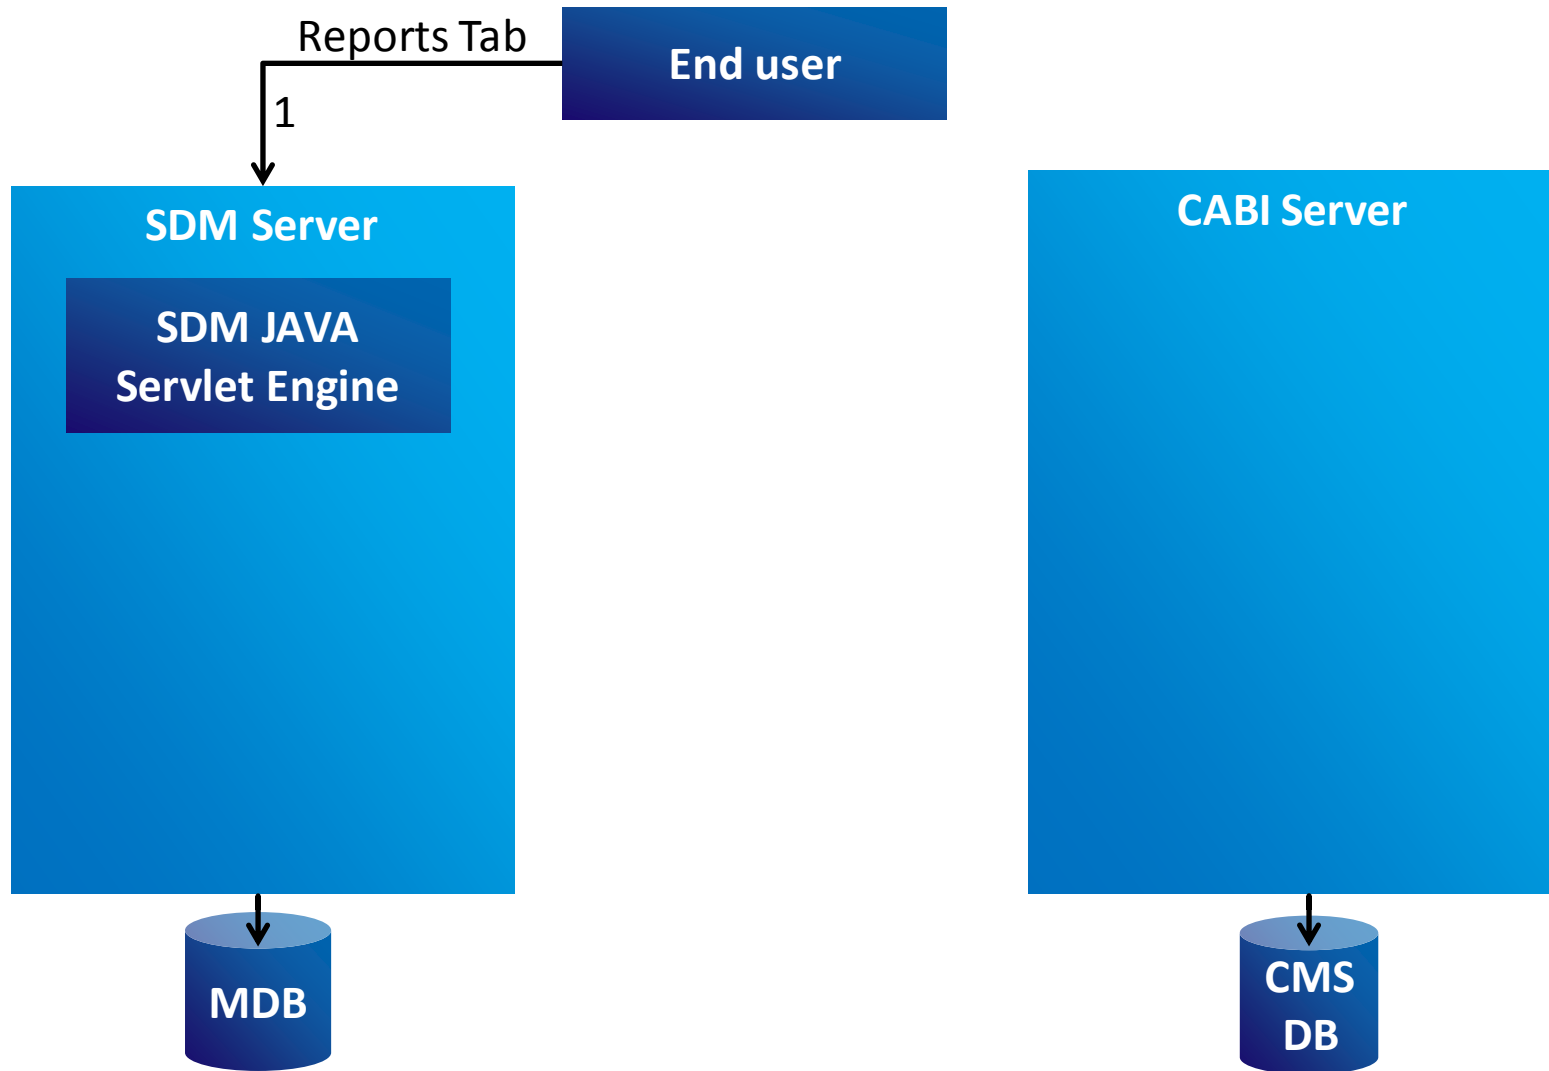 Reports Tab
End user
1
SDM Server
CABI Server
SDM JAVA
Servlet Engine
MDB
CMS
DB